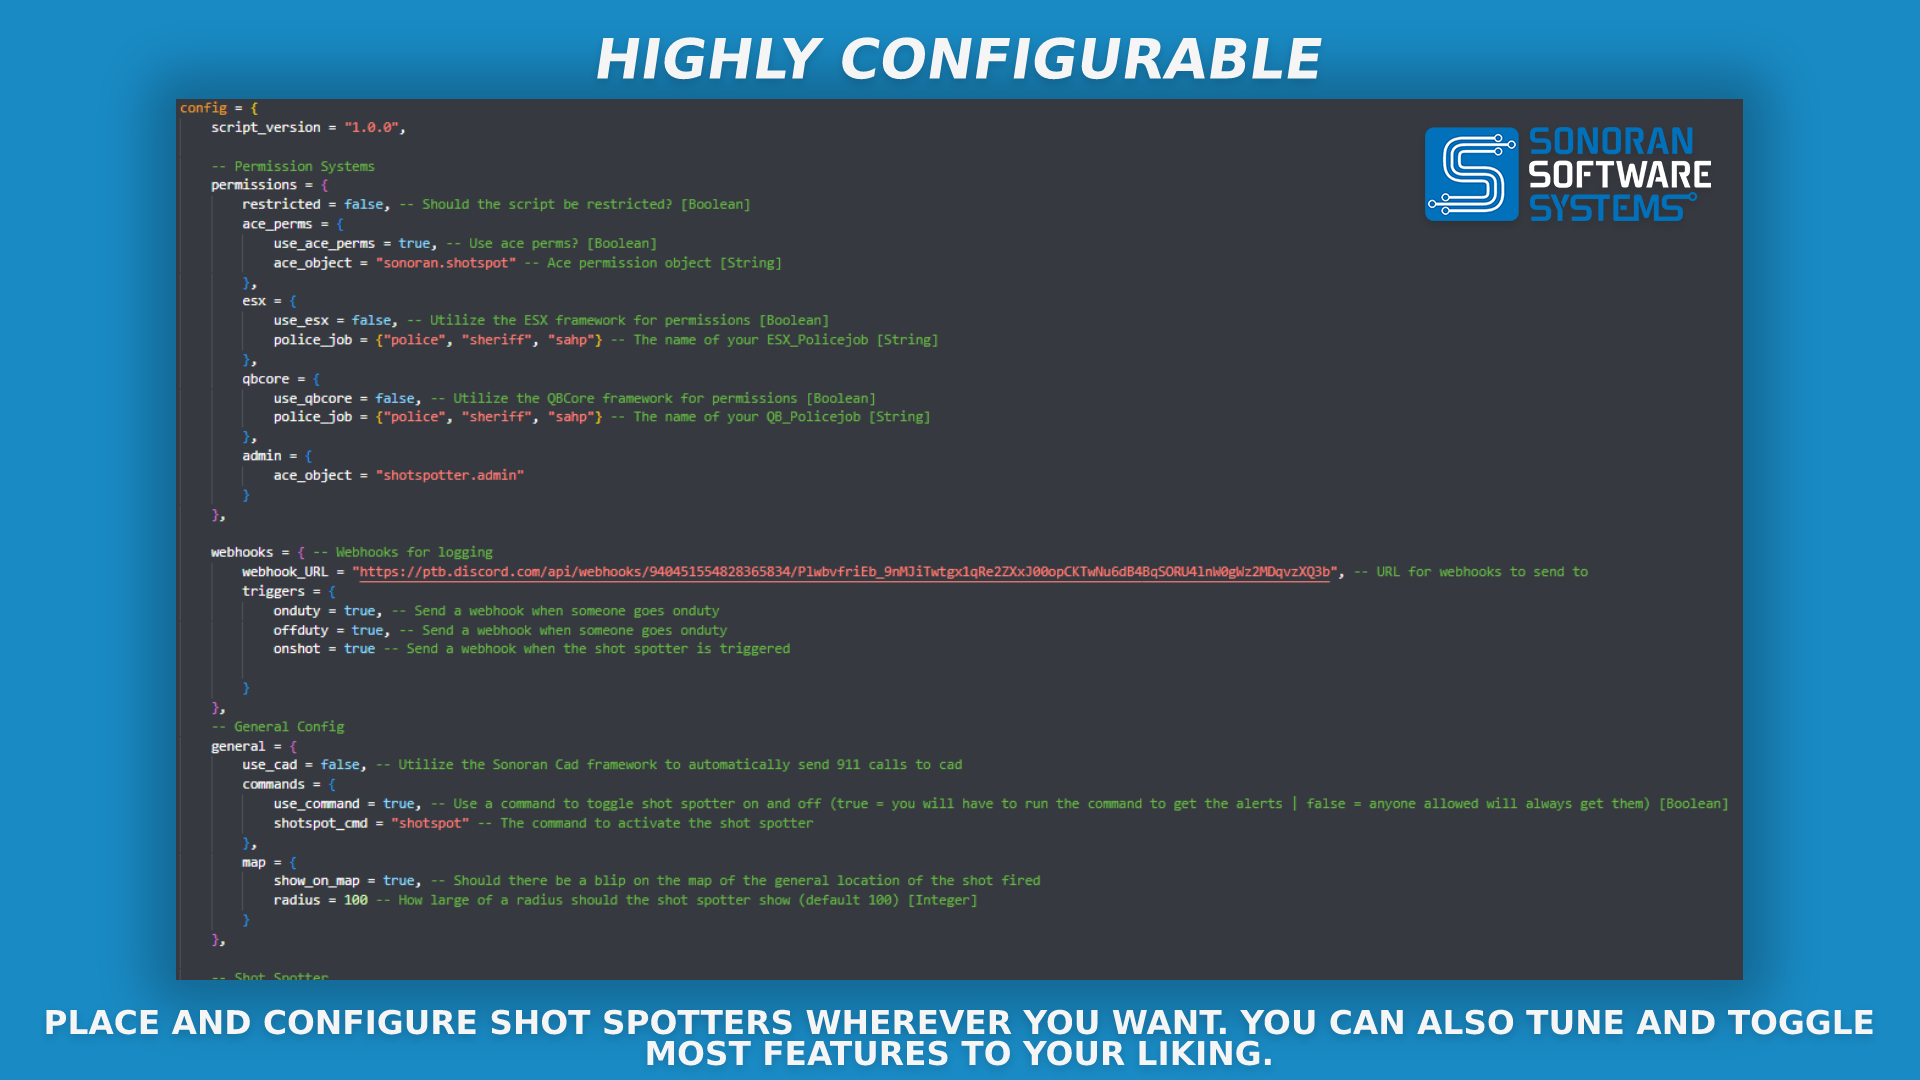 HIGHLY CONFIGURABLE
config = {
script_version = "1.0.0",
-- Permission Systems
permissions = {
restricted = false, -- Should the script be restricted? [Boolean]
ace_perms = {
use_ace_perms = true, -- Use ace perms? [Boolean]
ace_object = "sonoran.shotspot" -- Ace permission object [String]
},
esx = {
use_esx = false, -- Utilize the ESX framework for permissions [Boolean]
police_job = {"police", "sheriff", "sahp"} -- The name of your ESX_Policejob [String]
},
qbcore = {
use_qbcore = false, -- Utilize the QBCore framework for permissions [Boolean]
police_job = {"police", "sheriff", "sahp"} -- The name of your QB_Policejob [String]
},
admin = {
ace_object = "shotspotter.admin"
}
},
webhooks = { -- Webhooks for logging
webhook_URL = "https://ptb.discord.com/api/webhooks/940451554828365834/PlwbvfriEb_9nMJiTwtgx1qRe2ZXxJ00opCKTwNu6dB4BqSORU4lnW0gWz2MDqvzXQ3b", -- URL for webhooks to send to
triggers = {
onduty = true, -- Send a webhook when someone goes onduty
offduty = true, -- Send a webhook when someone goes onduty
onshot = true -- Send a webhook when the shot spotter is triggered
}
},
-- General Config
general = {
use_cad = false, -- Utilize the Sonoran Cad framework to automatically send 911 calls to cad
commands = {
use_command = true, -- Use a command to toggle shot spotter on and off (true = you will have to run the command to get the alerts | false = anyone allowed will always get them) [Boolean]
shotspot_cmd = "shotspot" -- The command to activate the shot spotter
},
map = {
show_on_map = true, -- Should there be a blip on the map of the general location of the shot fired
radius = 100 -- How large of a radius should the shot spotter show (default 100) [Integer]
}
},
-- Shot Spotter
SONORAN
SOFTWARE
SYSTEMS
PLACE AND CONFIGURE SHOT SPOTTERS WHEREVER YOU WANT. YOU CAN ALSO TUNE AND TOGGLE
MOST FEATURES TO YOUR LIKING.